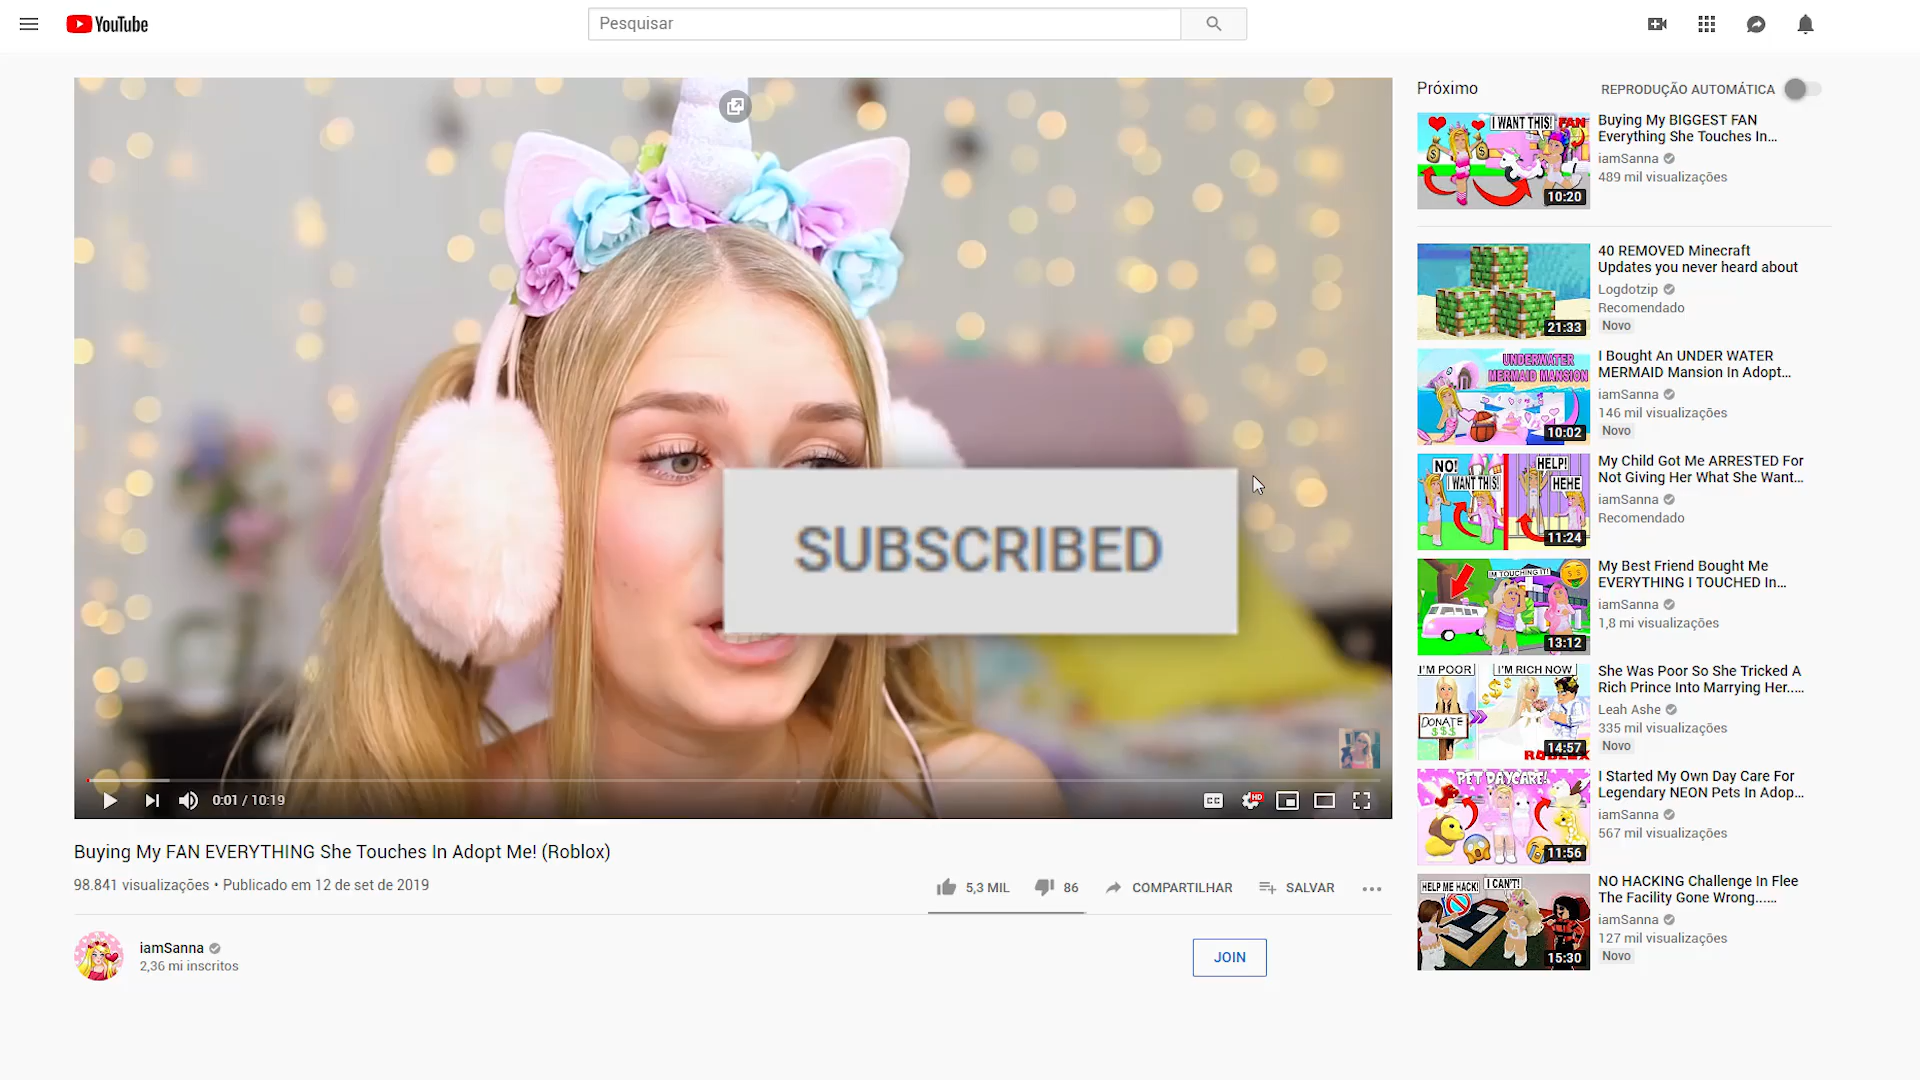 YouTube
Pesquisar
SUBSCRIBED
0:01 / 10:19
HD
Buying My FAN EVERYTHING She Touches In Adopt Me! (Roblox)
98.841 visualizações • Publicado em 12 de set de 2019
5,3 MIL
86
COMPARTILHAR
SALVAR
iamSanna
2,36 mi inscritos
JOIN
Próximo
REPRODUÇÃO AUTOMÁTICA
I WANT THIS!
FAN
10:20
Buying My BIGGEST FAN
Everything She Touches In...
iamSanna
489 mil visualizações
21:33
40 REMOVED Minecraft
Updates you never heard about
Logdotzip
Recomendado
Novo
UNDERWATER
MERMAID MANSION
10:02
I Bought An UNDER WATER
MERMAID Mansion In Adopt...
iamSanna
146 mil visualizações
Novo
NO!
I WANT THIS!
HELP!
HEHE
11:24
My Child Got Me ARRESTED For
Not Giving Her What She Want...
iamSanna
Recomendado
I'M TOUCHING IT!
13:12
My Best Friend Bought Me
EVERYTHING I TOUCHED In...
iamSanna
1,8 mi visualizações
I'M POOR
I'M RICH NOW
DONATE
$$$
ROBLOX
14:57
She Was Poor So She Tricked A
Rich Prince Into Marrying Her....
Leah Ashe
335 mil visualizações
Novo
PET DAYCARE!
11:56
I Started My Own Day Care For
Legendary NEON Pets In Adop...
iamSanna
567 mil visualizações
HELP ME HACK!
I CAN'T!
15:30
NO HACKING Challenge In Flee
The Facility Gone Wrong......
iamSanna
127 mil visualizações
Novo